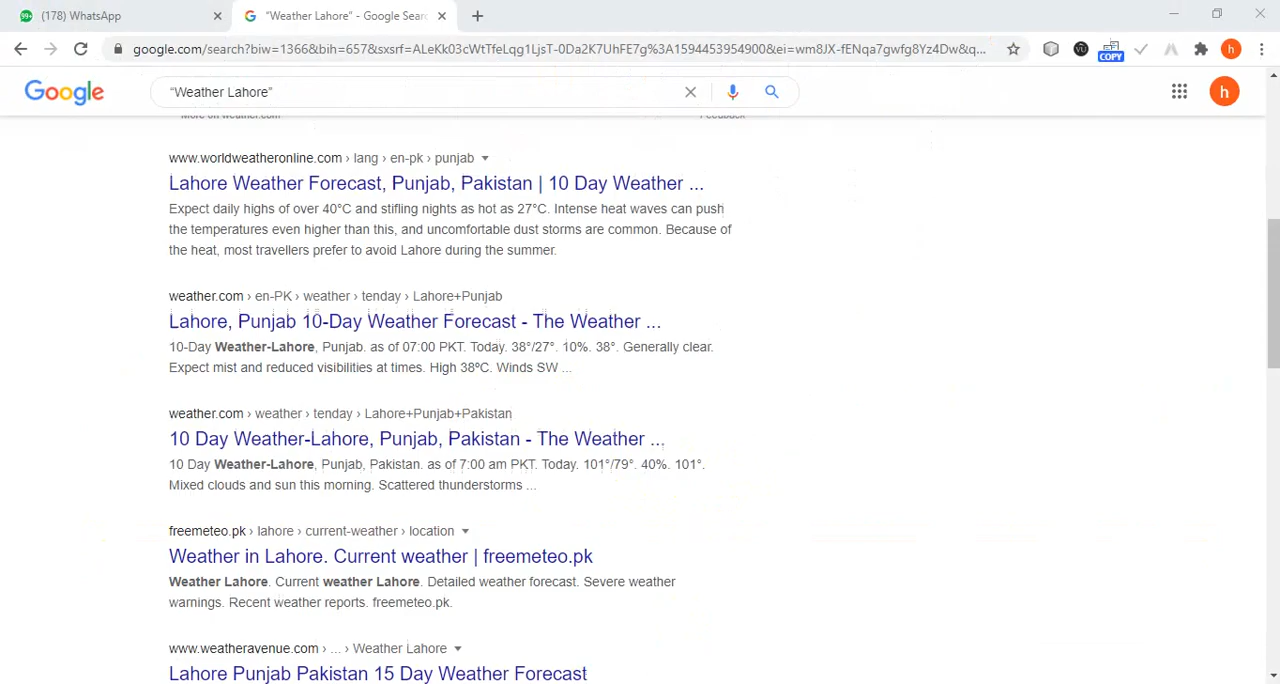 (178) WhatsApp
"Weather Lahore" - Google Sear
google.com/search?biw=1366&bih=657&sxsrf=ALeKk03cWtTfeLqg1LjsT-0Da2K7UhFE7g%3A1594453954900&ei=wm8JX-fENqa7gwfg8Yz4Dw&q...
COPY
h
Google
"Weather Lahore"
h
More on weather.com
Feedback
www.worldweatheronline.com › lang › en-pk › punjab
Lahore Weather Forecast, Punjab, Pakistan | 10 Day Weather ...
Expect daily highs of over 40°C and stifling nights as hot as 27°C. Intense heat waves can push
the temperatures even higher than this, and uncomfortable dust storms are common. Because of
the heat, most travellers prefer to avoid Lahore during the summer.
weather.com › en-PK › weather › tenday › Lahore+Punjab
Lahore, Punjab 10-Day Weather Forecast - The Weather ...
10-Day Weather-Lahore, Punjab. as of 07:00 PKT. Today. 38°/27°. 10%. 38°. Generally clear.
Expect mist and reduced visibilities at times. High 38ºC. Winds SW ...
weather.com › weather › tenday › Lahore+Punjab+Pakistan
10 Day Weather-Lahore, Punjab, Pakistan - The Weather ...
10 Day Weather-Lahore, Punjab, Pakistan. as of 7:00 am PKT. Today. 101°/79°. 40%. 101°.
Mixed clouds and sun this morning. Scattered thunderstorms ...
freemeteo.pk › lahore › current-weather › location
Weather in Lahore. Current weather | freemeteo.pk
Weather Lahore. Current weather Lahore. Detailed weather forecast. Severe weather
warnings. Recent weather reports. freemeteo.pk.
www.weatheravenue.com › ... › Weather Lahore
Lahore Punjab Pakistan 15 Day Weather Forecast